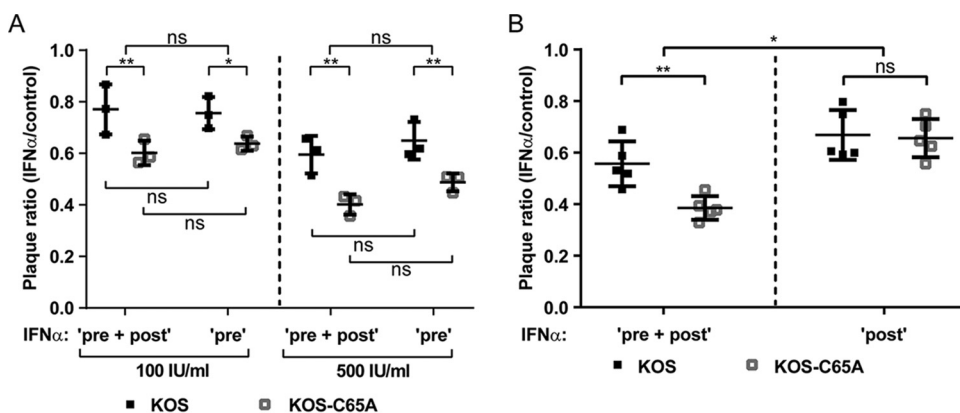 A
ns
ns
**
*
**
**
1.0
0.8
0.6
0.4
0.2
0.0
Plaque ratio (IFNα/control)
ns
ns
ns
ns
IFNα: 'pre + post' 'pre' 'pre + post' 'pre'
100 IU/ml 500 IU/ml
KOS KOS-C65A
B
*
**
ns
1.0
0.8
0.6
0.4
0.2
0.0
Plaque ratio (IFNα/control)
IFNα: 'pre + post' 'post'
KOS KOS-C65A